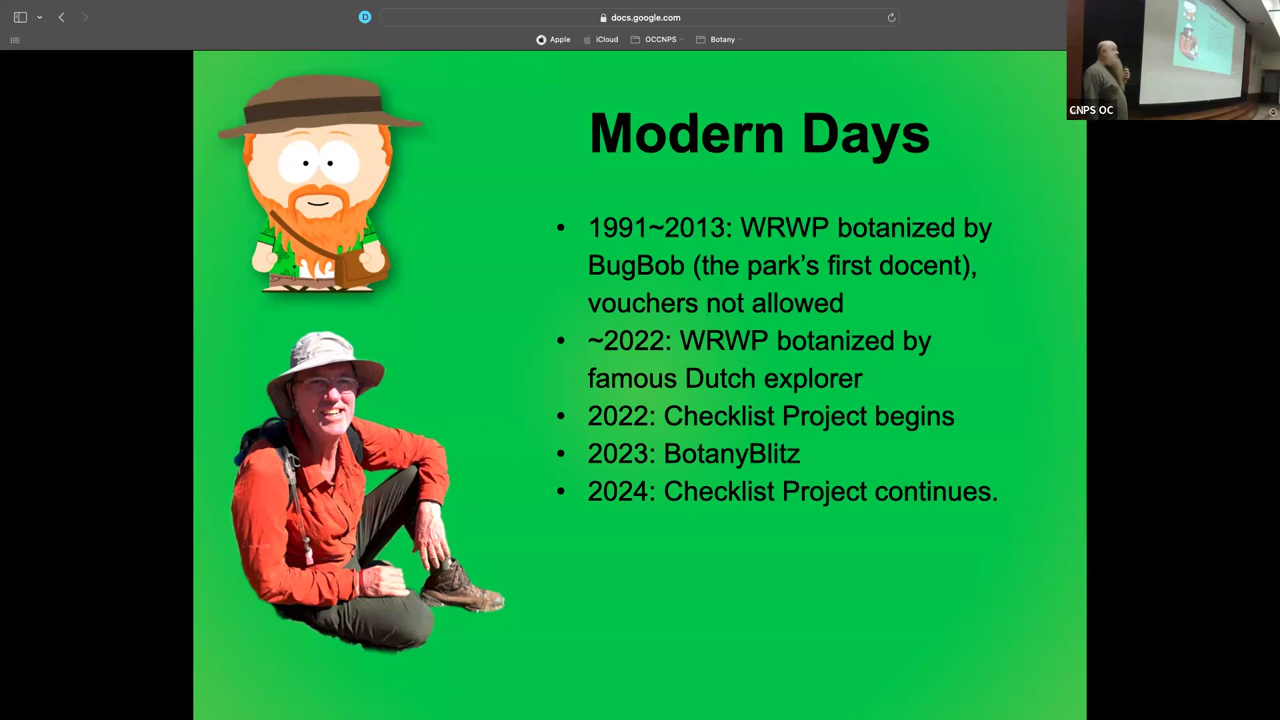 D
docs.google.com
Apple
iCloud
OCCNPS
Botany
CNPS OC
Modern Days
• 1991~2013: WRWP botanized by
BugBob (the park’s first docent),
vouchers not allowed
• ~2022: WRWP botanized by
famous Dutch explorer
• 2022: Checklist Project begins
• 2023: BotanyBlitz
• 2024: Checklist Project continues.